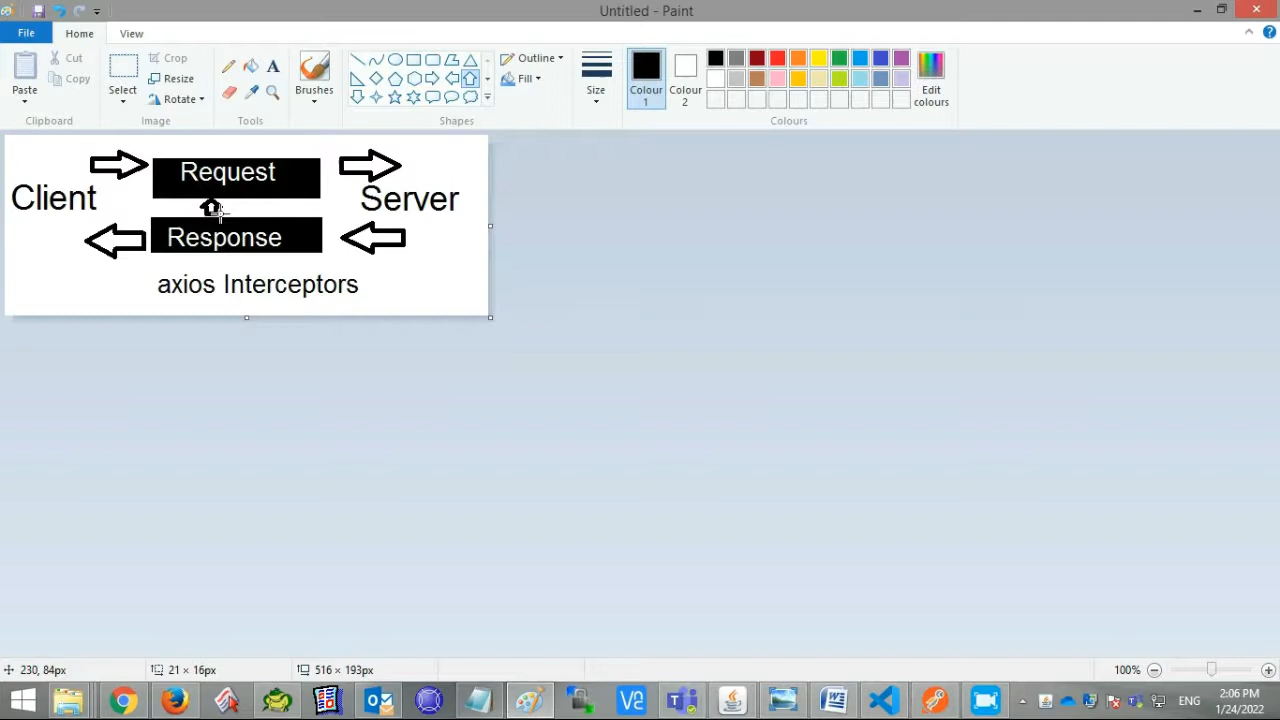 Untitled - Paint
File Home View
Paste
Cut
Copy
Clipboard
Select
Crop
Resize
Rotate
Image
A
Tools
Brushes
Outline
Fill
Shapes
Size
Colour 1
Colour 2
Edit colours
Colours
Request
Client
Server
Response
axios Interceptors
230, 84px
21 × 16px
516 × 193px
100%
ENG
2:06 PM
1/24/2022